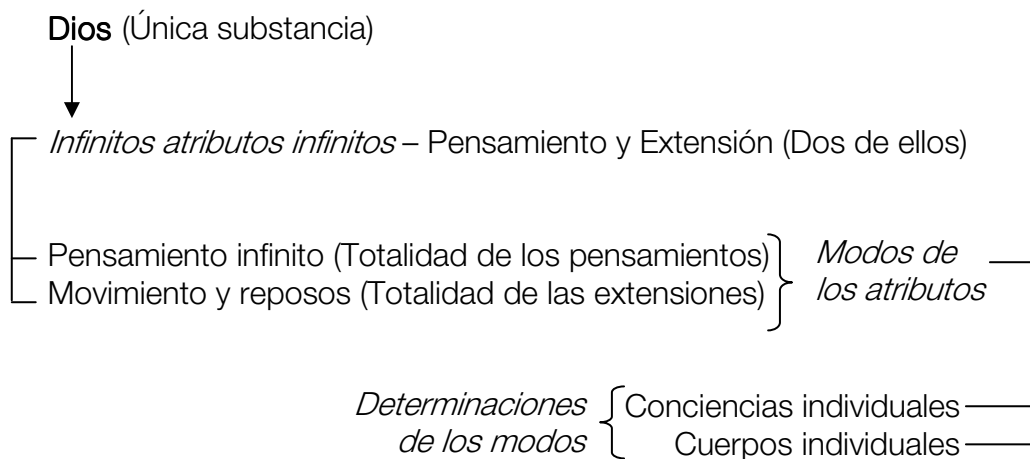 Dios (Única substancia)
Infinitos atributos infinitos – Pensamiento y Extensión (Dos de ellos)
Pensamiento infinito (Totalidad de los pensamientos)
Movimiento y reposos (Totalidad de las extensiones)
Modos de
los atributos
Determinaciones
de los modos
Conciencias individuales
Cuerpos individuales